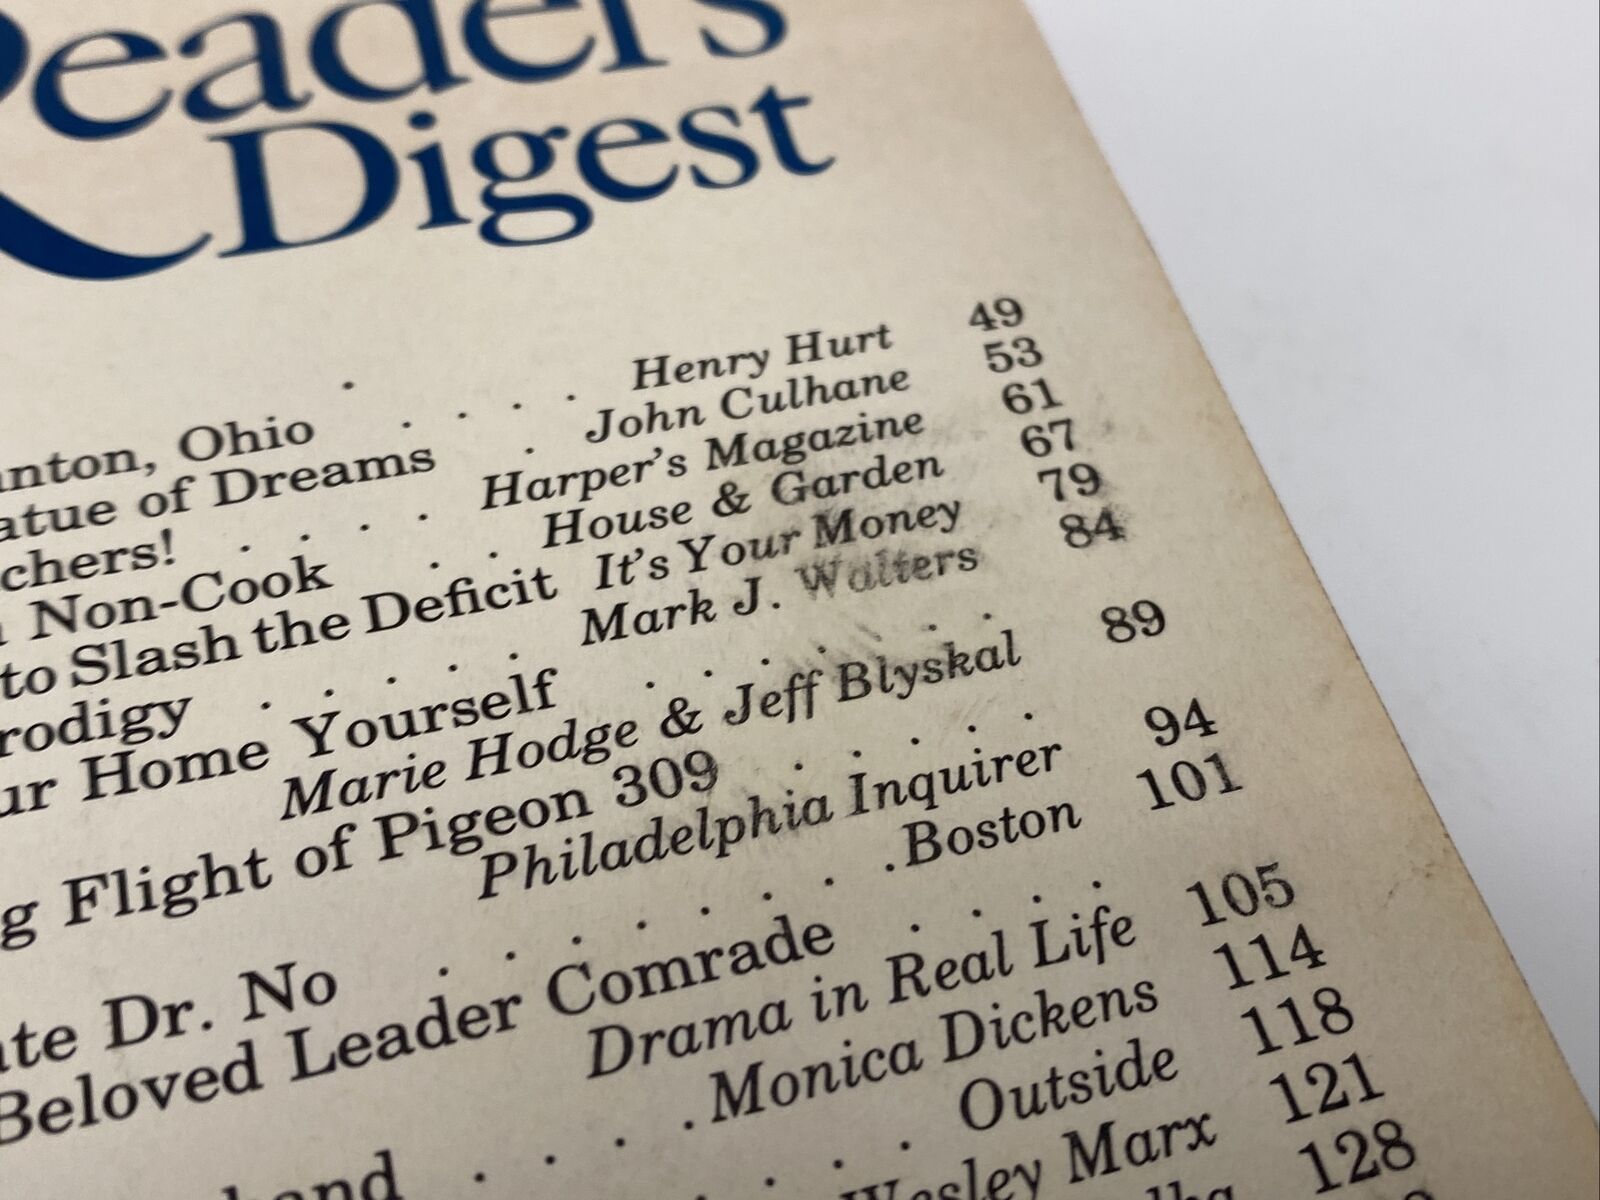 Reader's
Digest
. . . . . Henry Hurt 49
nton, Ohio . John Culhane 53
atue of Dreams . . . . Harper's Magazine 61
chers! . . House & Garden 67
Non-Cook It's Your Money 79
to Slash the Deficit . . . . . Mark J. Walters 84
rodigy . . . . . .
ur Home Yourself Marie Hodge & Jeff Blyskal 89
g Flight of Pigeon 309 . . . . .
Philadelphia Inquirer 94
. . . . . . . . Boston 101
te Dr. No . . . .
Beloved Leader Comrade Drama in Real Life 105
. . . . Monica Dickens 114
Outside 118
and . . . . . Wesley Marx 121
128